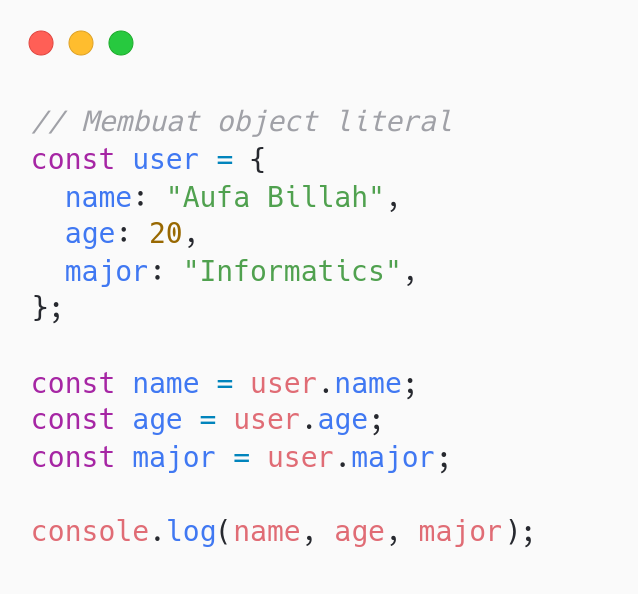 // Membuat object literal
const user = {
  name: "Aufa Billah",
  age: 20,
  major: "Informatics",
};

const name = user.name;
const age = user.age;
const major = user.major;

console.log(name, age, major);